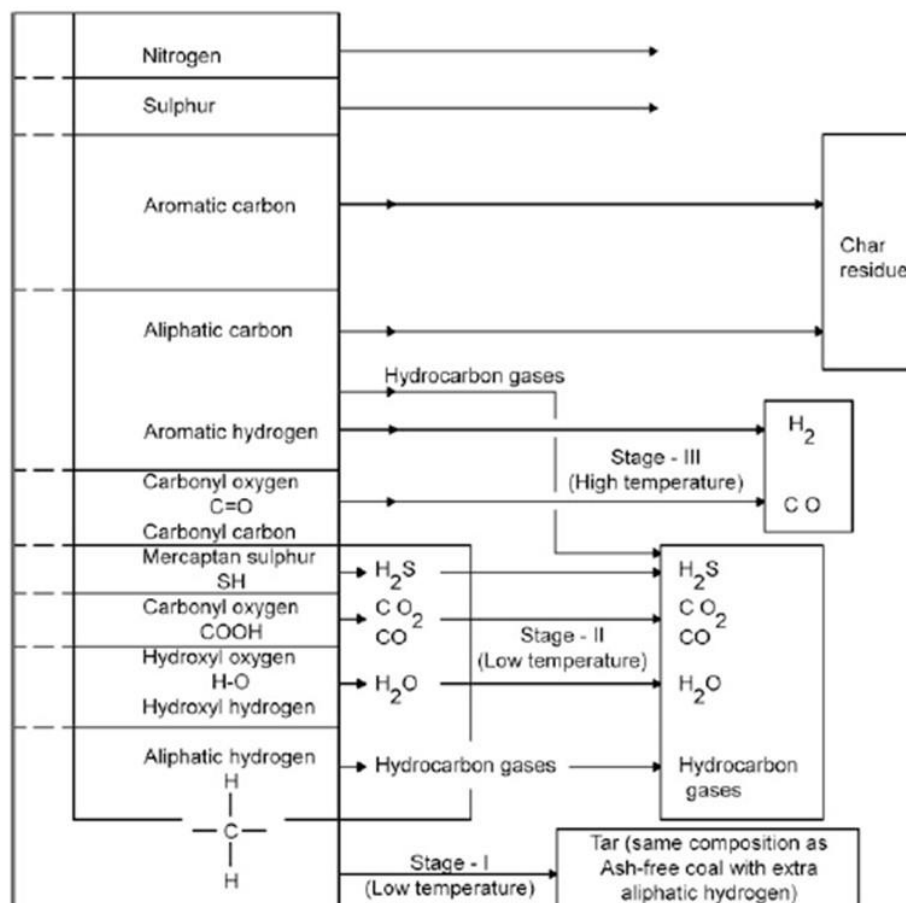 Nitrogen
Sulphur
Aromatic carbon
Char
residue
Aliphatic carbon
Hydrocarbon gases
Aromatic hydrogen
H2
Stage - III
(High temperature)
Carbonyl oxygen
C=O
C O
Carbonyl carbon
Mercaptan sulphur
SH
H2S
H2S
Carbonyl oxygen
COOH
C O2
CO
Stage - II
(Low temperature)
C O2
CO
Hydroxyl oxygen
H-O
H2O
H2O
Hydroxyl hydrogen
Aliphatic hydrogen
Hydrocarbon gases
Hydrocarbon
gases
H
C
H
Stage - I
(Low temperature)
Tar (same composition as
Ash-free coal with extra
aliphatic hydrogen)